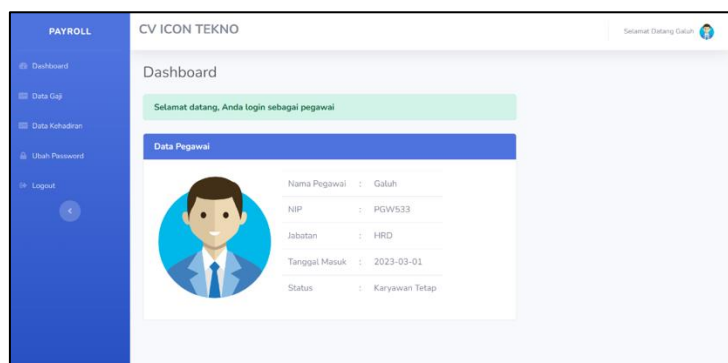 PAYROLL
CV ICON TEKNO
Selamat Datang Galuh
Dashboard
Data Gaji
Data Kehadiran
Ubah Password
Logout
Dashboard
Selamat datang, Anda login sebagai pegawai
Data Pegawai
Nama Pegawai : Galuh
NIP : PGW533
Jabatan : HRD
Tanggal Masuk : 2023-03-01
Status : Karyawan Tetap